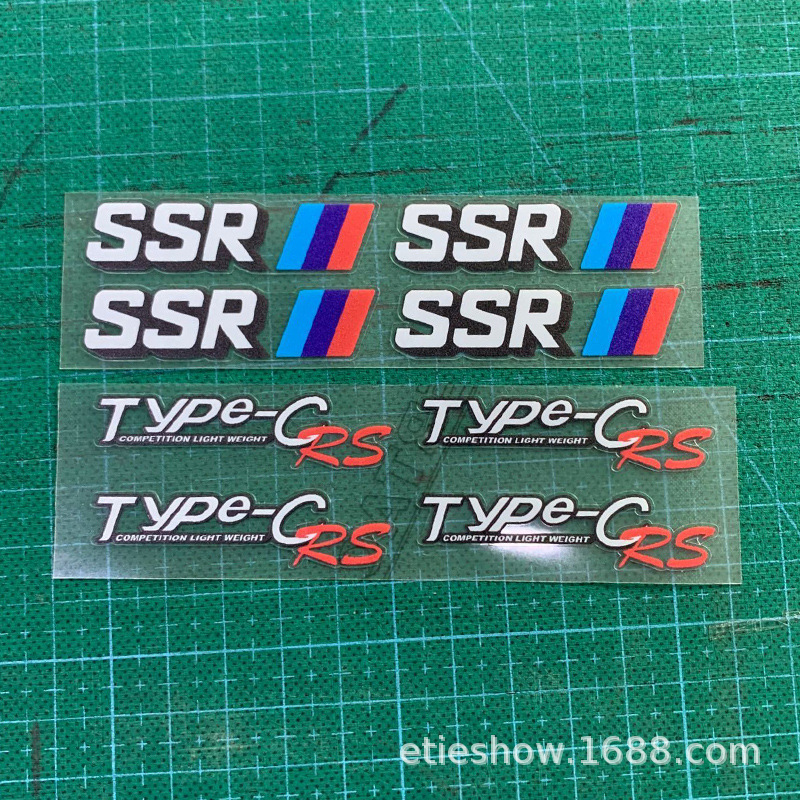 SSR SSR
SSR SSR
Type-C RS Type-C RS
COMPETITION LIGHT WEIGHT COMPETITION LIGHT WEIGHT
Type-C RS Type-C RS
COMPETITION LIGHT WEIGHT COMPETITION LIGHT WEIGHT
etieshow.1688.com